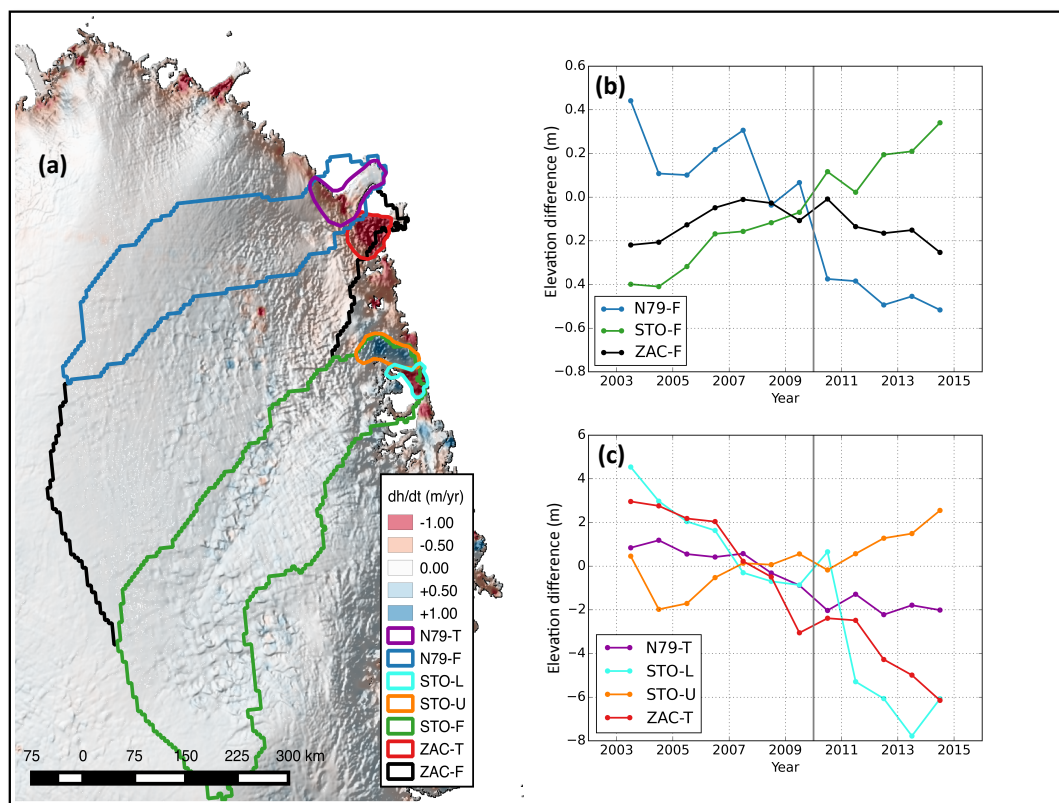 (a)
dh/dt (m/yr)
-1.00
-0.50
0.00
+0.50
+1.00
N79-T
N79-F
STO-L
STO-U
STO-F
ZAC-T
ZAC-F
75 0 75 150 225 300 km
(b)
Elevation difference (m)
0.6
0.4
0.2
0.0
0.2
0.4
−0.6
−0.8
N79-F
STO-F
ZAC-F
2003 2005 2007 2009 2011 2013 2015
Year
(c)
Elevation difference (m)
6
4
2
0
−2
−4
−6
−8
N79-T
STO-L
STO-U
ZAC-T
2003 2005 2007 2009 2011 2013 2015
Year